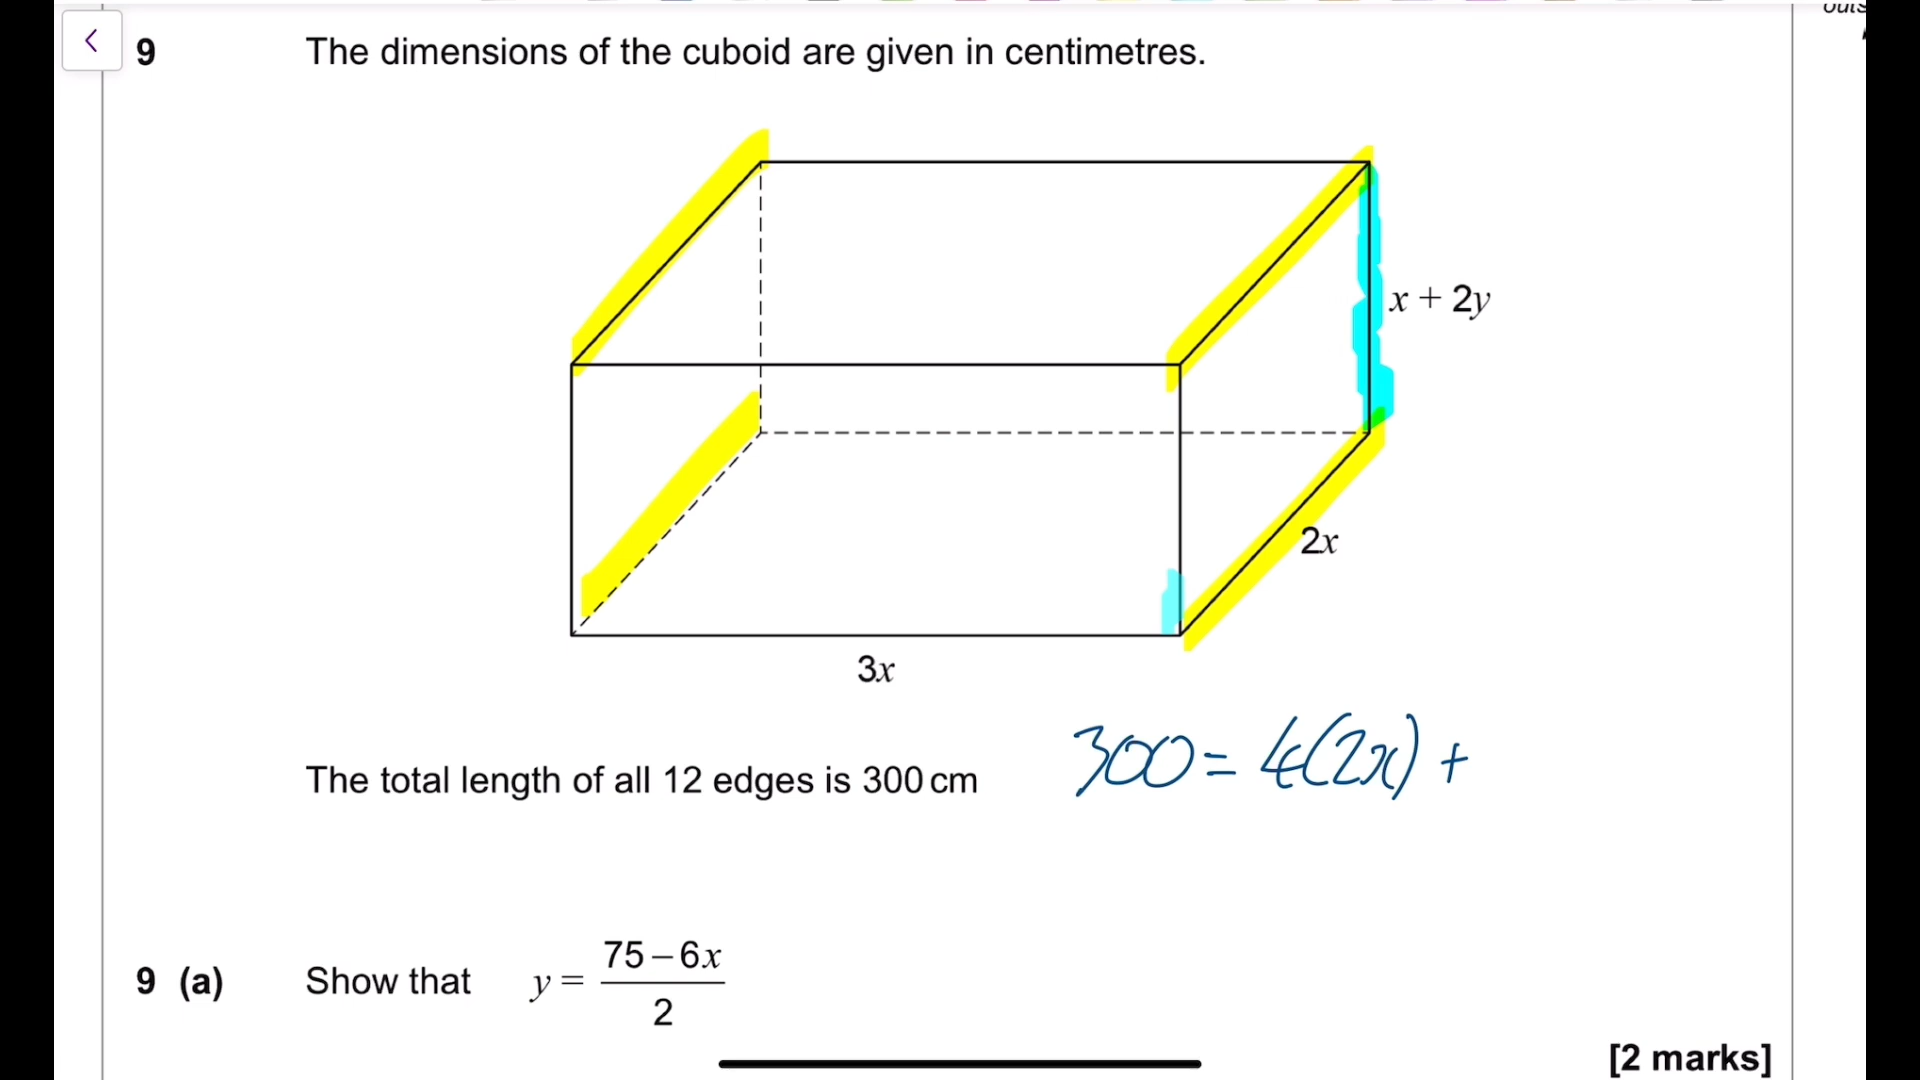 9 The dimensions of the cuboid are given in centimetres.
x + 2y
2x
3x
The total length of all 12 edges is 300 cm
300 = 4(2x) +
9 (a) Show that y = 75 – 6x / 2
[2 marks]